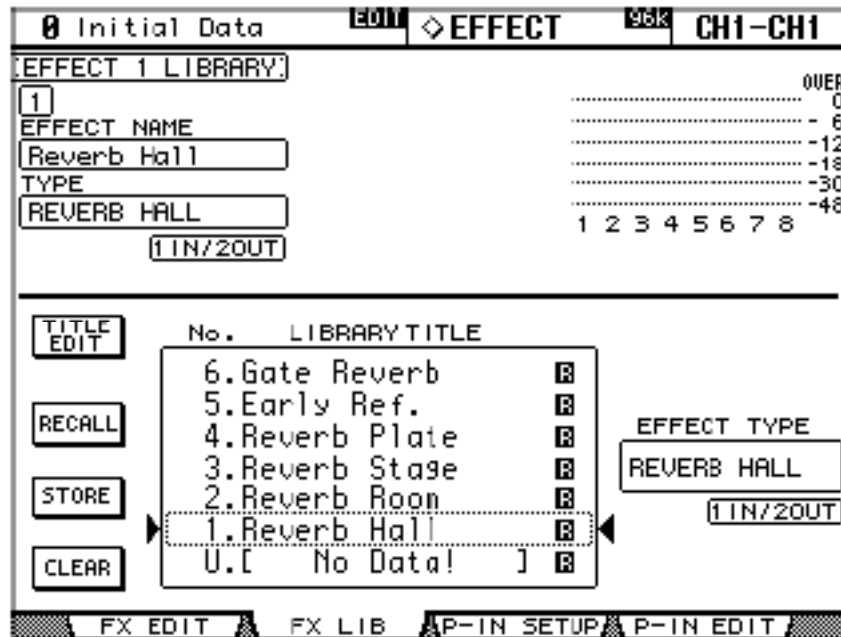 0 Initial Data EDIT ◇EFFECT 96k CH1-CH1
EFFECT 1 LIBRARY
1
EFFECT NAME
Reverb Hall
TYPE
REVERB HALL
1 IN/2OUT
OVER
0
- 6
-12
-18
-30
-48
1 2 3 4 5 6 7 8
TITLE EDIT
RECALL
STORE
CLEAR
No. LIBRARY TITLE
6.Gate Reverb R
5.Early Ref. R
4.Reverb Plate R
3.Reverb Stage R
2.Reverb Room R
1.Reverb Hall R
U.[ No Data! ] R
EFFECT TYPE
REVERB HALL
1 IN/2OUT
FX EDIT FX LIB P-IN SETUP P-IN EDIT